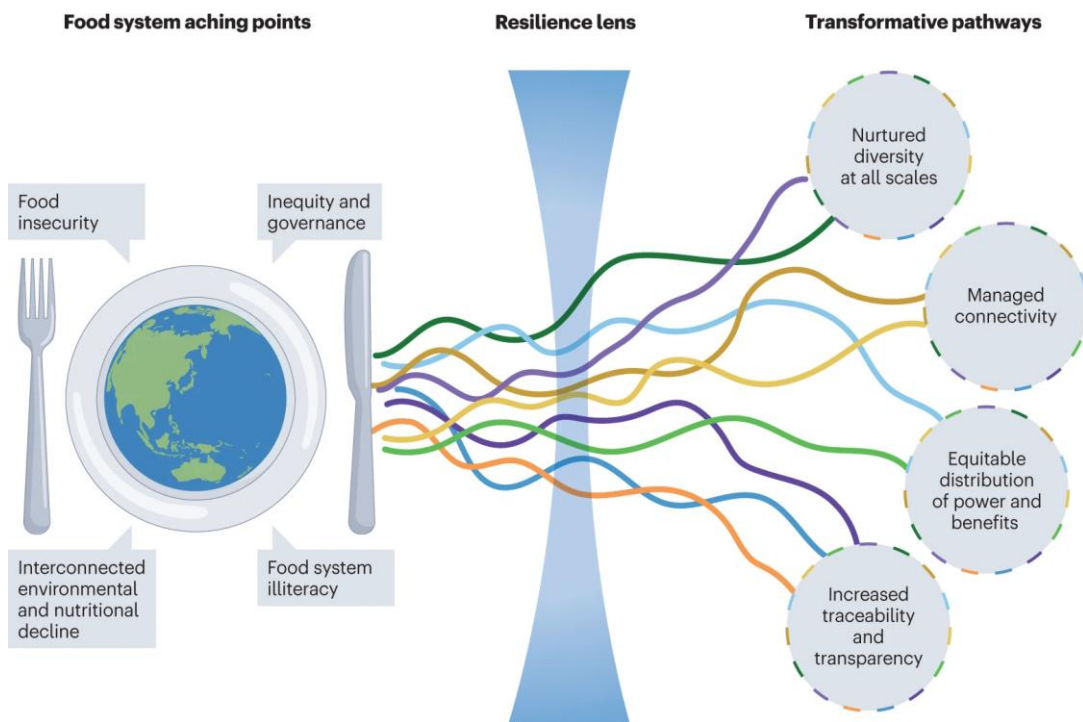 Food system aching points
Resilience lens
Transformative pathways
Food
insecurity
Inequity and
governance
Interconnected
environmental
and nutritional
decline
Food system
illiteracy
Nurtured
diversity
at all scales
Managed
connectivity
Equitable
distribution
of power and
benefits
Increased
traceability
and
transparency